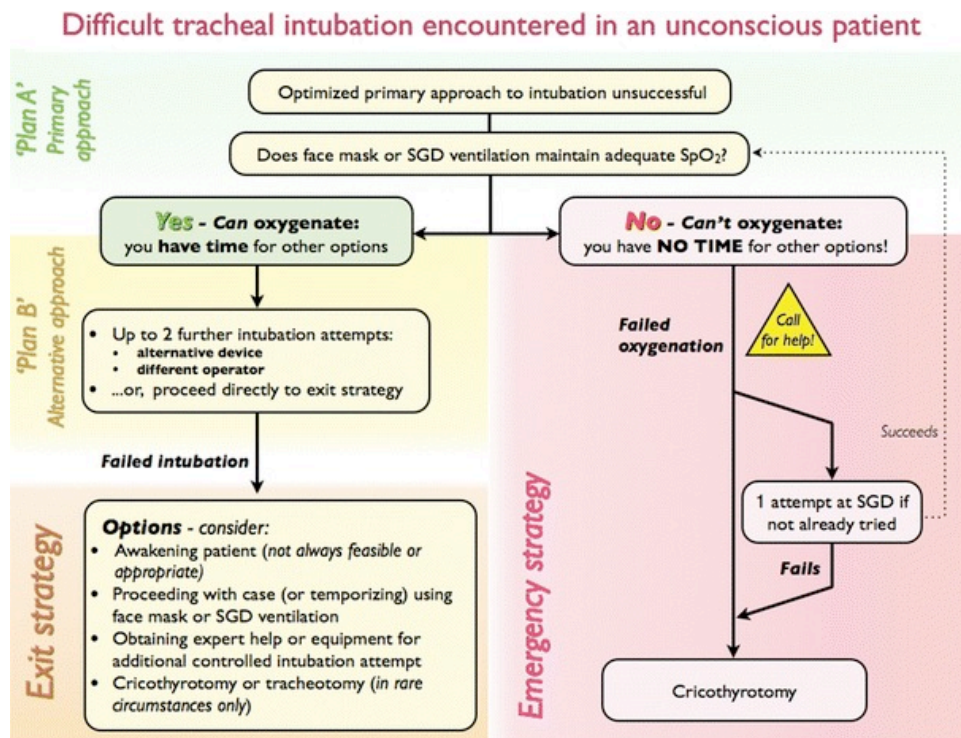 Difficult tracheal intubation encountered in an unconscious patient
'Plan A'
Primary
approach
Optimized primary approach to intubation unsuccessful
Does face mask or SGD ventilation maintain adequate SpO₂?
Yes - Can oxygenate:
you have time for other options
No - Can't oxygenate:
you have NO TIME for other options!
'Plan B'
Alternative approach
• Up to 2 further intubation attempts:
• alternative device
• different operator
• ...or, proceed directly to exit strategy
Failed
oxygenation
Call
for help!
Failed intubation
Succeeds
1 attempt at SGD if
not already tried
Fails
Exit strategy
Options - consider:
• Awakening patient (not always feasible or
appropriate)
• Proceeding with case (or temporizing) using
face mask or SGD ventilation
• Obtaining expert help or equipment for
additional controlled intubation attempt
• Cricothyrotomy or tracheotomy (in rare
circumstances only)
Emergency strategy
Cricothyrotomy